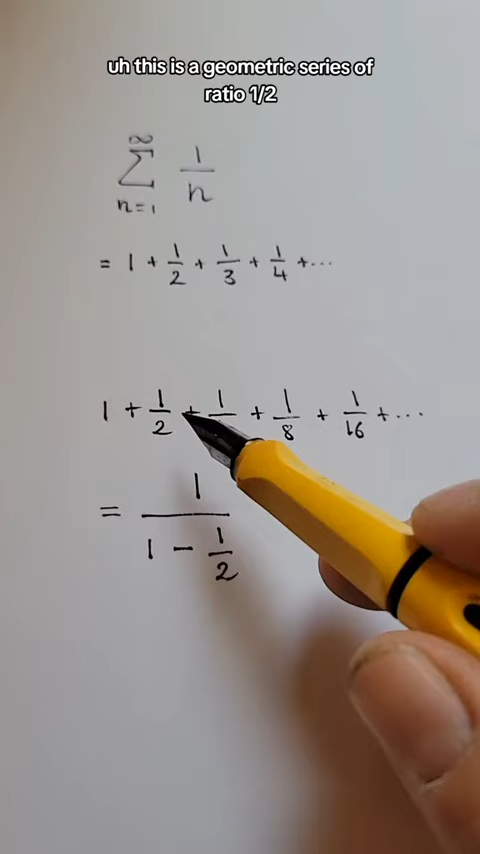 uh this is a geometric series of
ratio 1/2
∞
∑ 1/n
n=1
= 1 + 1/2 + 1/3 + 1/4 + ...
1 + 1/2 + 1/ + 1/8 + 1/16 + ...
= 1/(1 - 1/2)